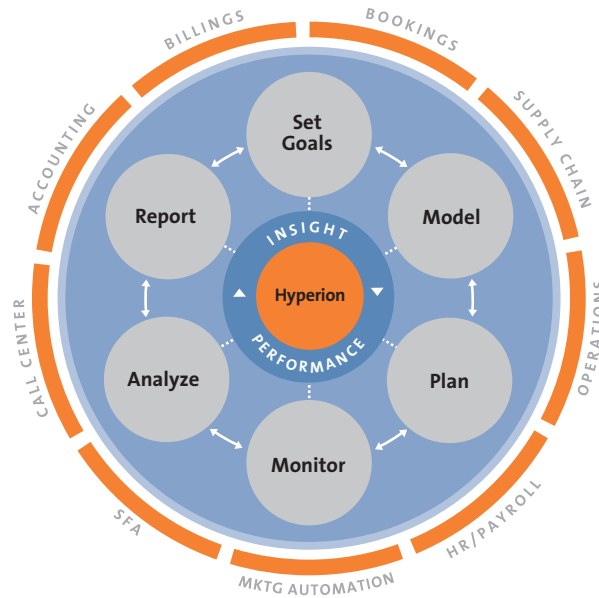 BILLINGS
BOOKINGS
SUPPLY CHAIN
OPERATIONS
HR/PAYROLL
MKTG AUTOMATION
SFA
CALL CENTER
ACCOUNTING
Set
Goals
Model
Plan
Monitor
Analyze
Report
INSIGHT
Hyperion
PERFORMANCE